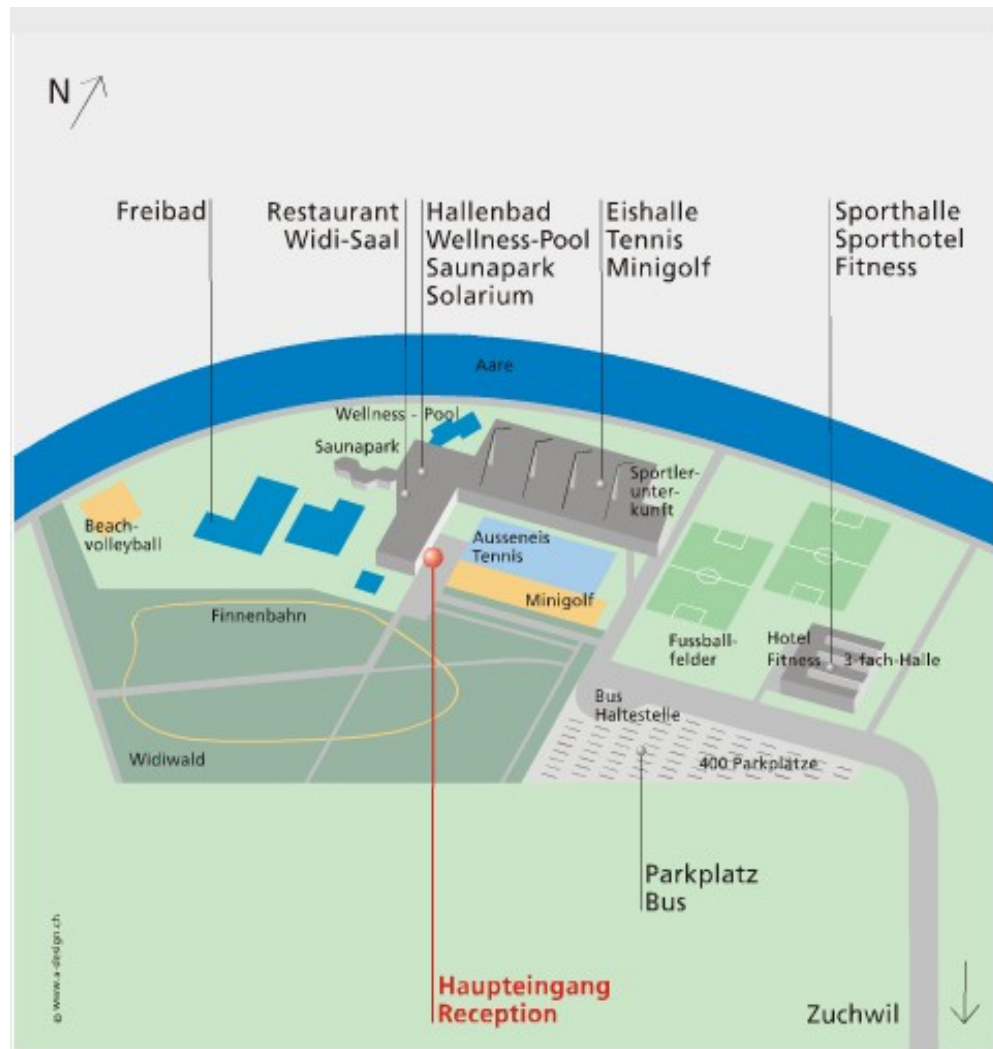 N
Freibad
Restaurant
Widi-Saal
Hallenbad
Wellness-Pool
Saunapark
Solarium
Eishalle
Tennis
Minigolf
Sporthalle
Sporthotel
Fitness
Aare
Wellness - Pool
Saunapark
Sportler-
unter-
kunft
Beach-
volleyball
Ausseneis
Tennis
Minigolf
Finnenbahn
Fussball-
felder
Hotel
Fitness
3-fach-Halle
Bus
Haltestelle
Widiwald
400 Parkplätze
Parkplatz
Bus
Haupteingang
Reception
Zuchwil
© www.a-design.ch